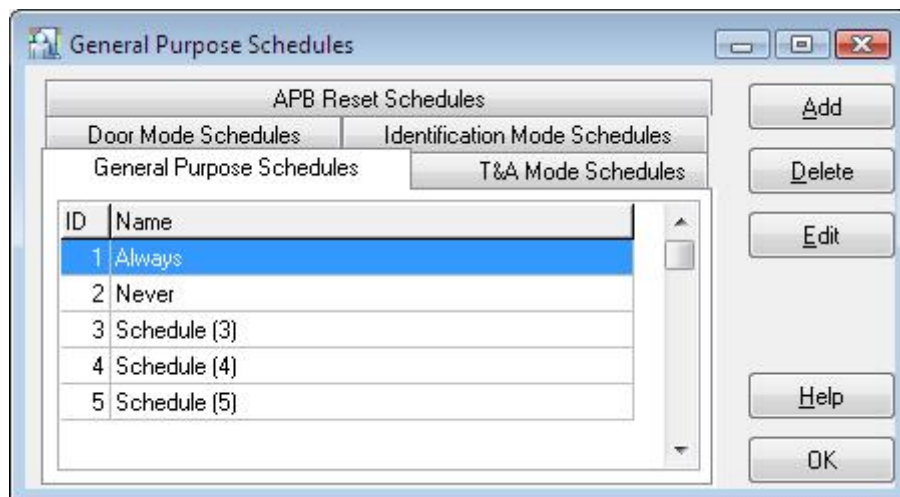 General Purpose Schedules
APB Reset Schedules
Door Mode Schedules Identification Mode Schedules
General Purpose Schedules T&A Mode Schedules
ID Name
1 Always
2 Never
3 Schedule (3)
4 Schedule (4)
5 Schedule (5)
Add
Delete
Edit
Help
OK